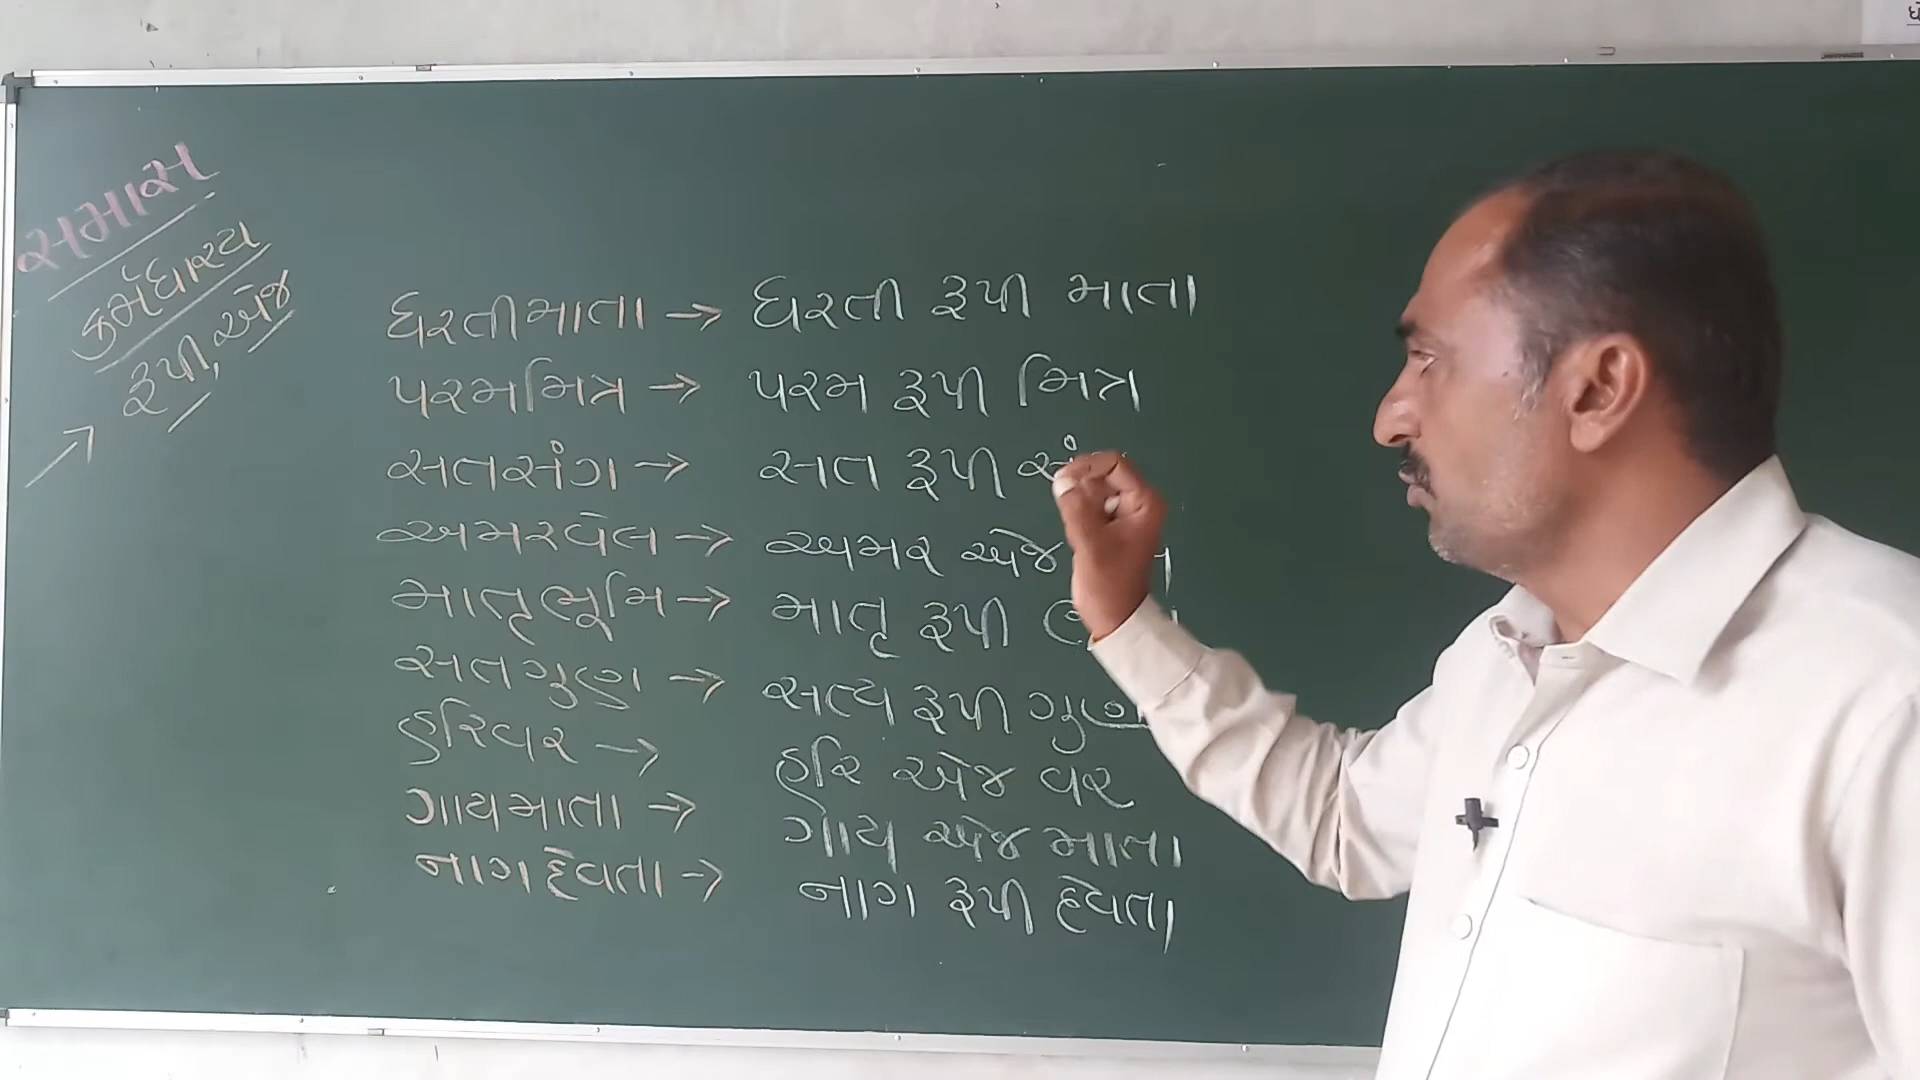 સમાસ
કર્મધારય
રૂપી, એજ
ધરતીમાતા → ધરતી રૂપી માતા
પરમમિત્ર → પરમ રૂપી મિત્ર
સતસંગ → સત રૂપી
અમરવેલ → અમર એજ
માતૃભૂમિ → માતૃ રૂપી
સતગુણ → સત્ય રૂપી ગુણ
હરિવર → હરિ એજ વર
ગાયમાતા → ગાય એજ માતા
નાગદેવતા → નાગ રૂપી દેવતા